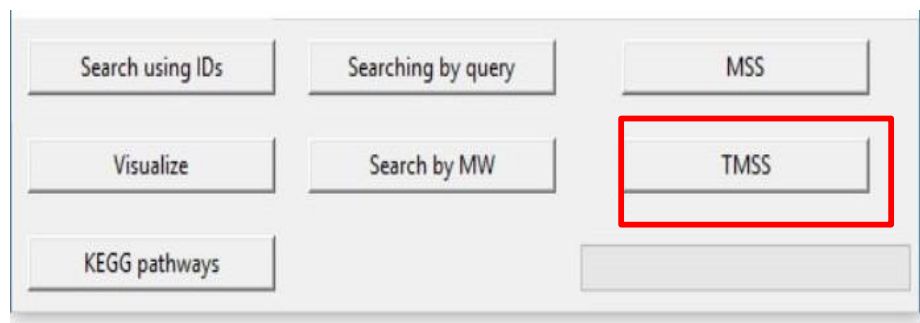 Search using IDs
Searching by query
MSS
Visualize
Search by MW
TMSS
KEGG pathways